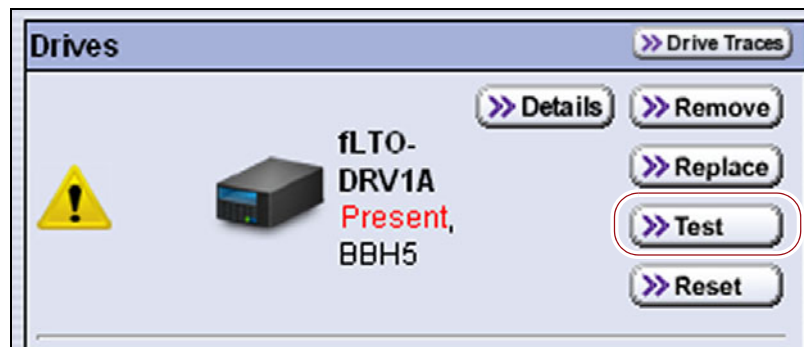 Drives
Drive Traces
Details
Remove
fLTO-
DRV1A
Present,
BBH5
Replace
Test
Reset